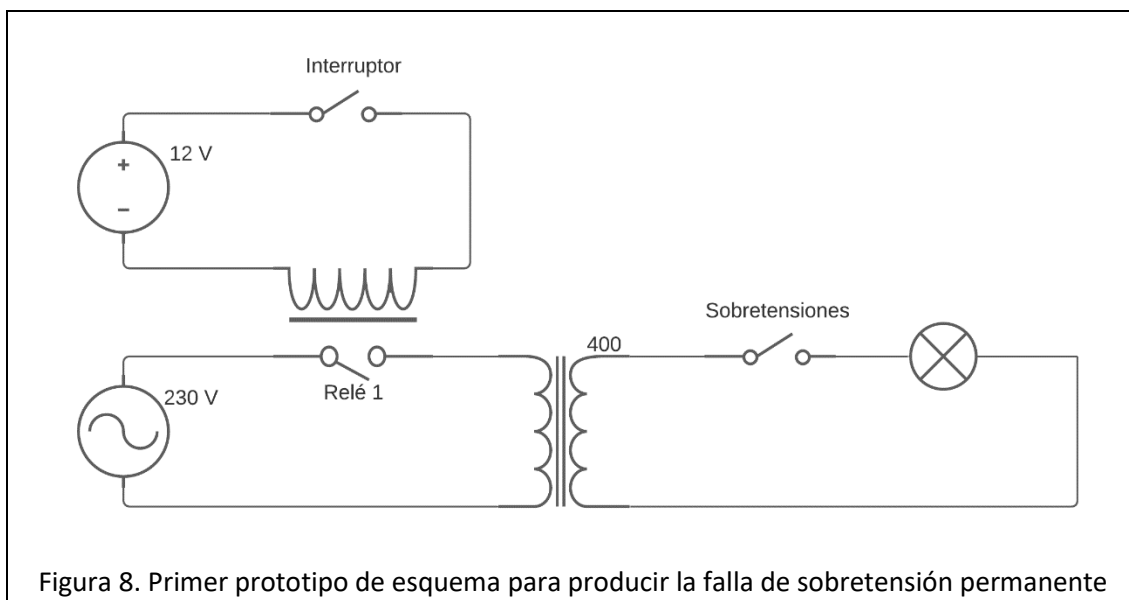 Interruptor
12 V
+
−
Sobretensiones
400
230 V
Relé 1
Figura 8. Primer prototipo de esquema para producir la falla de sobretensión permanente